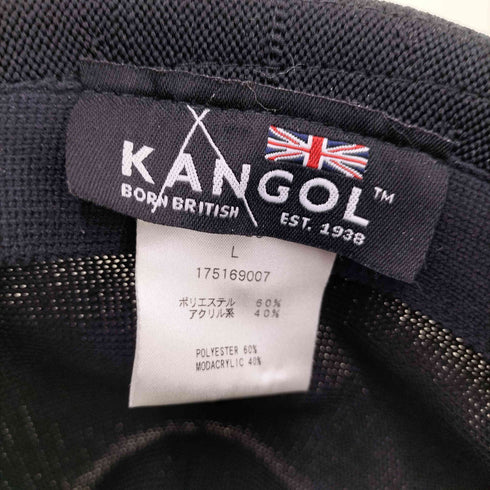 KANGOL™
BORN BRITISH
EST. 1938
L
175169007
ポリエステル 60%
アクリル系 40%
POLYESTER 60%
MODACRYLIC 40%